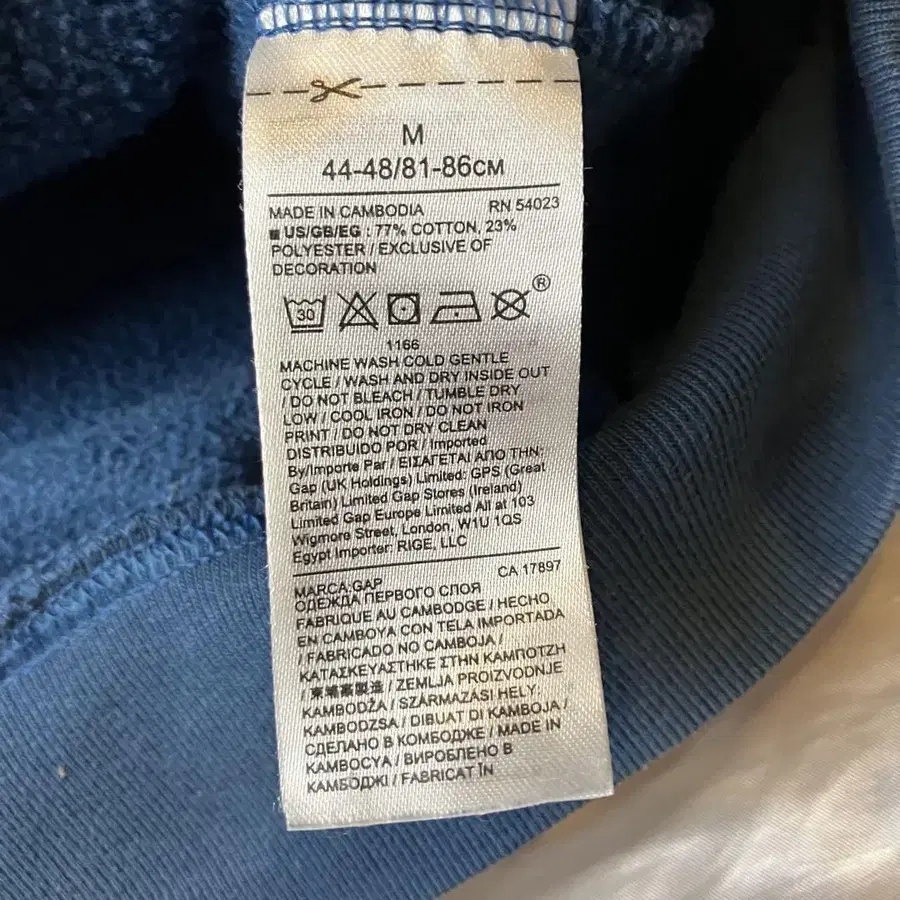 M
44-48/81-86CM
MADE IN CAMBODIA RN 54023
US/GB/EG : 77% COTTON, 23%
POLYESTER / EXCLUSIVE OF
DECORATION
30 ®
1166
MACHINE WASH COLD GENTLE
CYCLE / WASH AND DRY INSIDE OUT
/ DO NOT BLEACH / TUMBLE DRY
LOW / COOL IRON / DO NOT IRON
PRINT / DO NOT DRY CLEAN
DISTRIBUIDO POR / Imported
By/Importe Par / ΕΙΣΑΓΕΤΑΙ ΑΠΟ ΤΗΝ:
Gap (UK Holdings) Limited: GPS (Great
Britain) Limited Gap Stores (Ireland)
Limited Gap Europe Limited All at 103
Wigmore Street, London, W1U 1QS
Egypt Importer: RIGE, LLC
MARCA:GAP CA 17897
ОДЕЖДА ПЕРВОГО СЛОЯ
FABRIQUE AU CAMBODGE / HECHO
EN CAMBOYA CON TELA IMPORTADA
/ FABRICADO NO CAMBOJA /
ΚΑΤΑΣΚΕΥΑΣΤΗΚΕ ΣΤΗΝ ΚΑΜΠΟΤΖΗ
/ 柬埔寨製造 / ZEMLJA PROIZVODNJE
KAMBODŽA / SZÁRMAZÁSI HELY,
KAMBODZSA / DIBUAT DI KAMBOJA /
СДЕЛАНО В КОМБОДЖЕ / MADE IN
KAMBOCYA / ВИРОБЛЕНО В
КАМБОДЖІ / FABRICAT ÎN